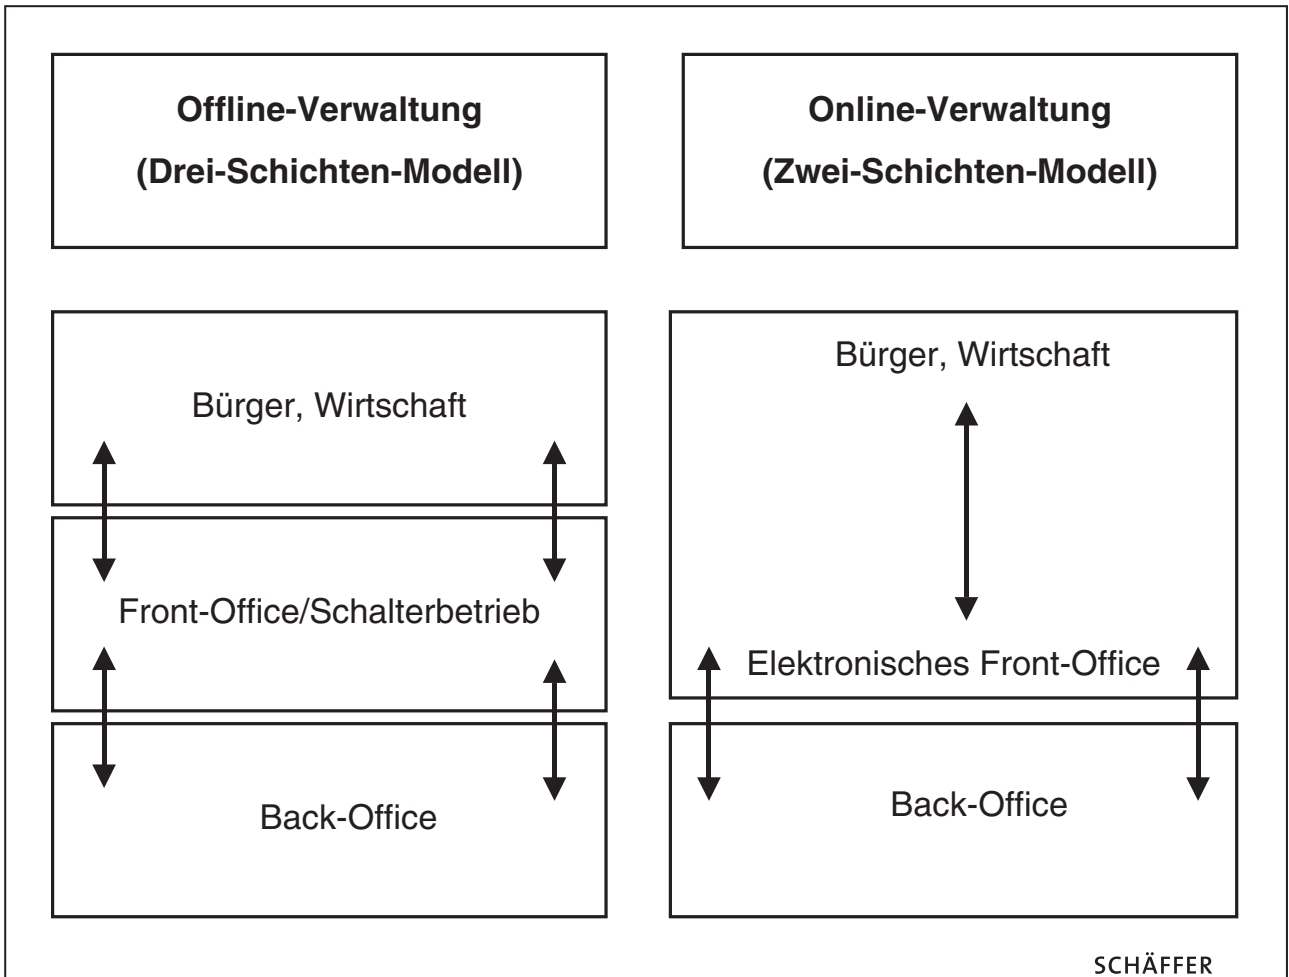 Offline-Verwaltung
(Drei-Schichten-Modell)
Bürger, Wirtschaft
Front-Office/Schalterbetrieb
Back-Office
Online-Verwaltung
(Zwei-Schichten-Modell)
Bürger, Wirtschaft
Elektronisches Front-Office
Back-Office
SCHÄFFER